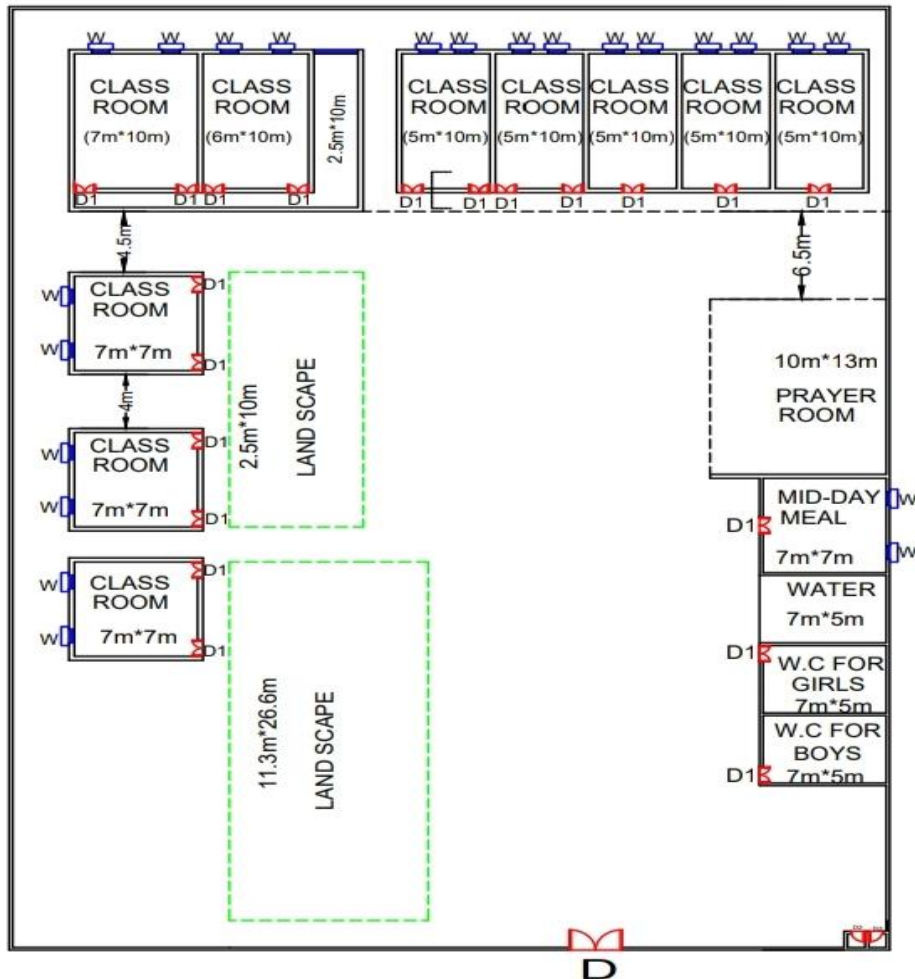 W W W W W W W W W W W W W W
CLASS ROOM (7m*10m)
CLASS ROOM (6m*10m)
2.5m*10m
CLASS ROOM (5m*10m)
CLASS ROOM (5m*10m)
CLASS ROOM (5m*10m)
CLASS ROOM (5m*10m)
CLASS ROOM (5m*10m)
D1 D1 D1 D1 D1 D1 D1 D1 D1 D1 D1
4.5m
6.5m
W
W
CLASS
ROOM
7m*7m
D1
D1
4m
W
W
CLASS
ROOM
7m*7m
D1
D1
2.5m*10m
LAND SCAPE
W
W
CLASS
ROOM
7m*7m
D1
D1
11.3m*26.6m
LAND SCAPE
10m*13m
PRAYER
ROOM
MID-DAY
MEAL
7m*7m
D1
W
W
WATER
7m*5m
D1
W.C FOR
GIRLS
7m*5m
W.C FOR
BOYS
7m*5m
D1
D